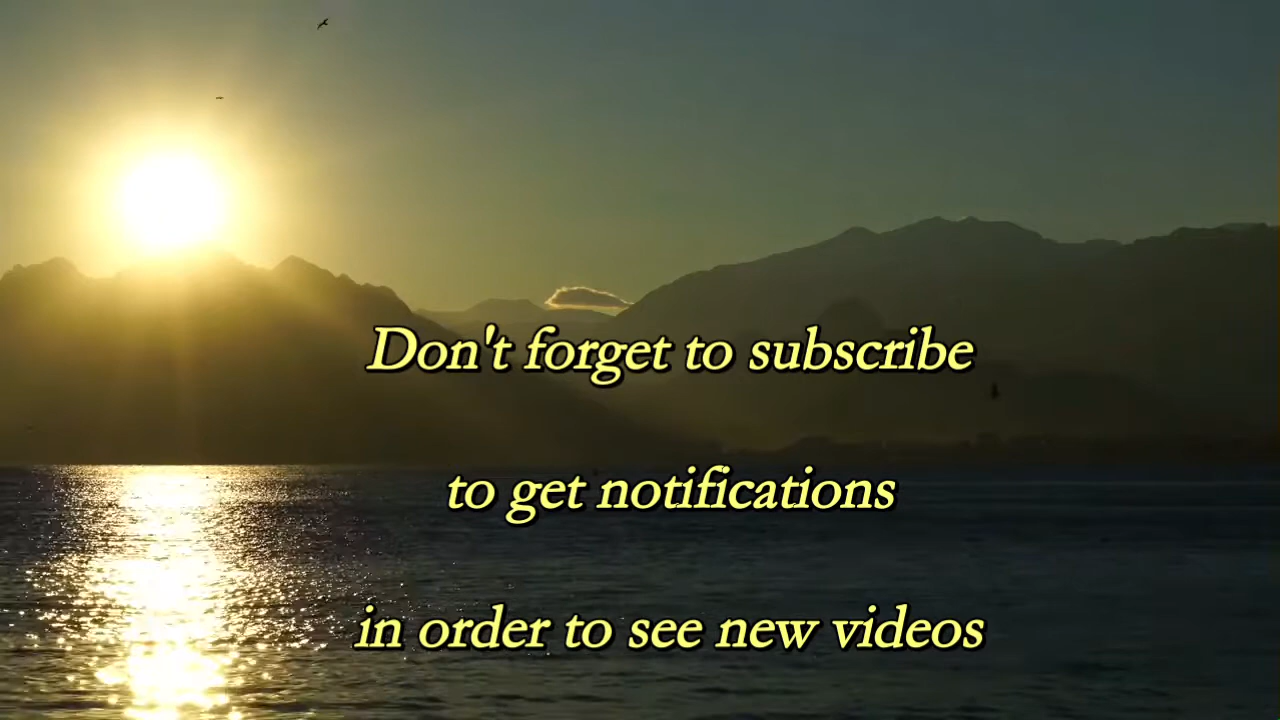 Don't forget to subscribe
to get notifications
in order to see new videos